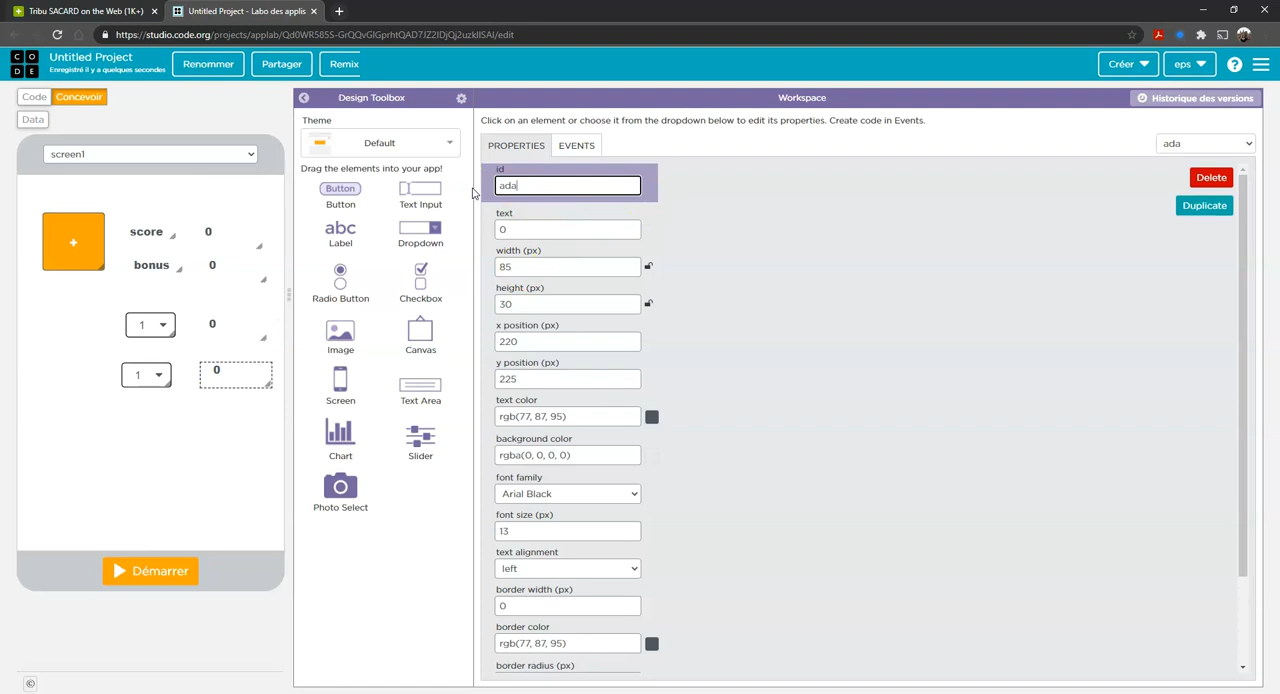 Tribu SACARD on the Web (1K+)
Untitled Project - Labo des applis
https://studio.code.org/projects/applab/
CO
DE
Untitled Project
Enregistré il y a quelques secondes
Renommer
Partager
Remix
Créer
eps
?
Code
Concevoir
Data
screen1
+
score
0
bonus
0
1
0
1
0
Démarrer
©
Design Toolbox
Theme
Default
Drag the elements into your app!
Button
Button
Text Input
abc
Label
Dropdown
Radio Button
Checkbox
Image
Canvas
Screen
Text Area
Chart
Slider
Photo Select
Workspace
Historique des versions
Click on an element or choose it from the dropdown below to edit its properties. Create code in Events.
PROPERTIES
EVENTS
ada
Delete
Duplicate
id
ada
text
0
width (px)
85
height (px)
30
x position (px)
220
y position (px)
225
text color
rgb(77, 87, 95)
background color
rgba(0, 0, 0, 0)
font family
Arial Black
font size (px)
13
text alignment
left
border width (px)
0
border color
rgb(77, 87, 95)
border radius (px)